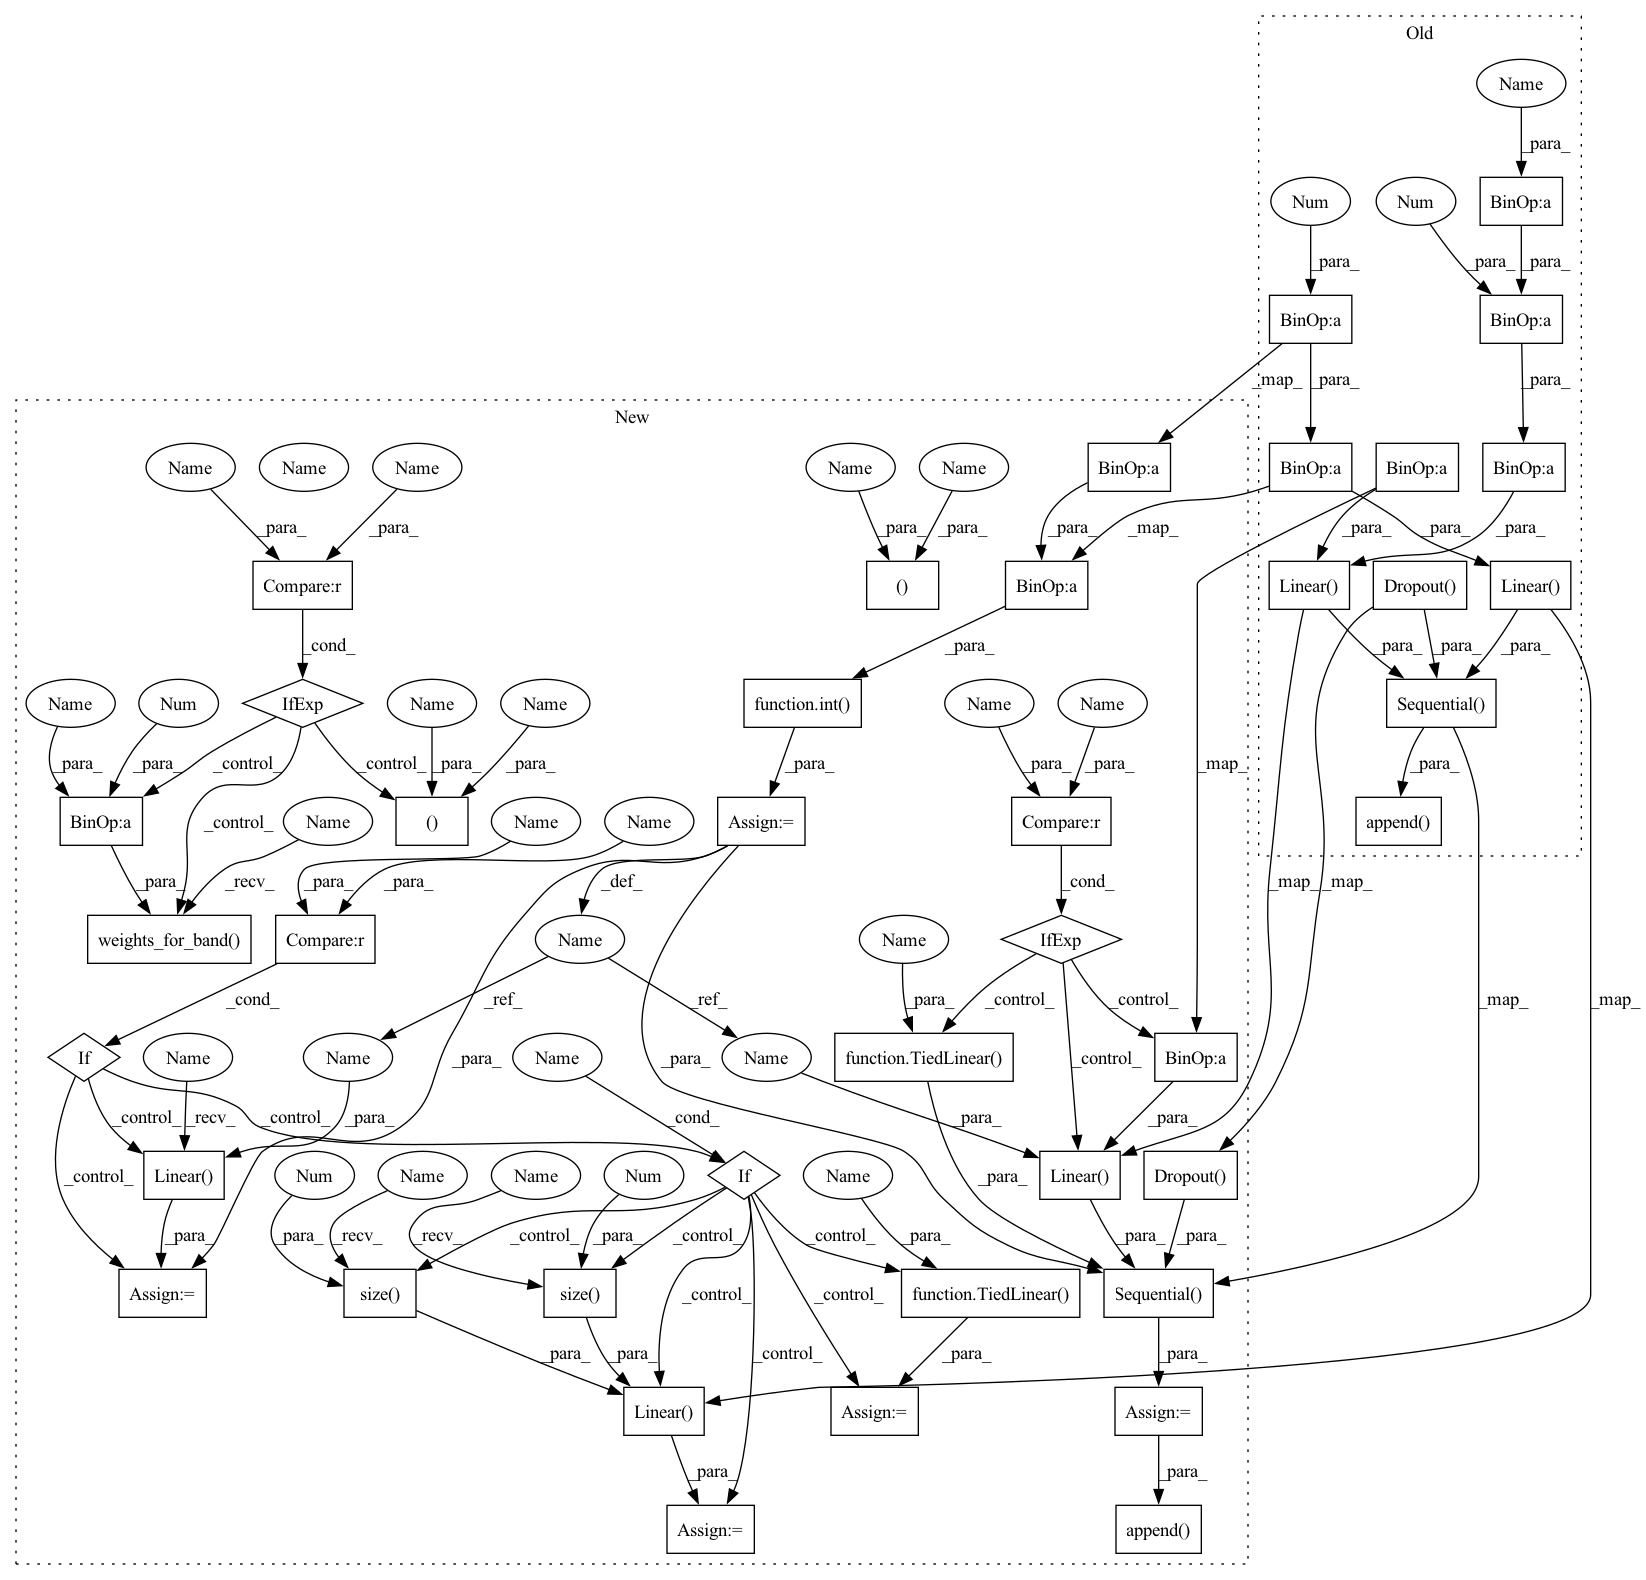 Old
Name
_para_
Num
Num
BinOp:a
_para_
_para_
_para_
BinOp:a
BinOp:a
_map_
_para_
_para_
New
Name
Name
Name
Name
Name
BinOp:a
BinOp:a
BinOp:a
BinOp:a
_para_
_para_
_para_
_para_
_para_
_map_
_para_
_para_
_para_
Compare:r
()
BinOp:a
Linear()
Dropout()
Linear()
_cond_
_para_
_para_
_para_
_para_
Name
Num
IfExp
Name
Name
function.int()
Name
Name
Sequential()
_para_
_para_
_control_
_control_
_para_
_para_
_para_
_para_
_para_
_map_
_para_
BinOp:a
Name
()
Name
Name
Assign:=
Compare:r
append()
_control_
_para_
_recv_
_para_
_para_
_def_
_cond_
_map_
_map_
weights_for_band()
Compare:r
Name
Name
IfExp
_cond_
_ref_
_ref_
_para_
_control_
_control_
_map_
_map_
If
Name
Name
Name
Name
function.TiedLinear()
BinOp:a
_para_
_para_
_control_
_control_
_recv_
_control_
_para_
_cond_
_para_
_para_
Linear()
Num
Name
Name
Num
If
Name
Linear()
Dropout()
_control_
_para_
_para_
_para_
_recv_
_recv_
_control_
_para_
_control_
_control_
_para_
_para_
_para_
Assign:=
size()
size()
function.TiedLinear()
Sequential()
_control_
_control_
_para_
_para_
_control_
_para_
_para_
Linear()
Assign:=
Assign:=
_para_
_para_
Assign:=
append()